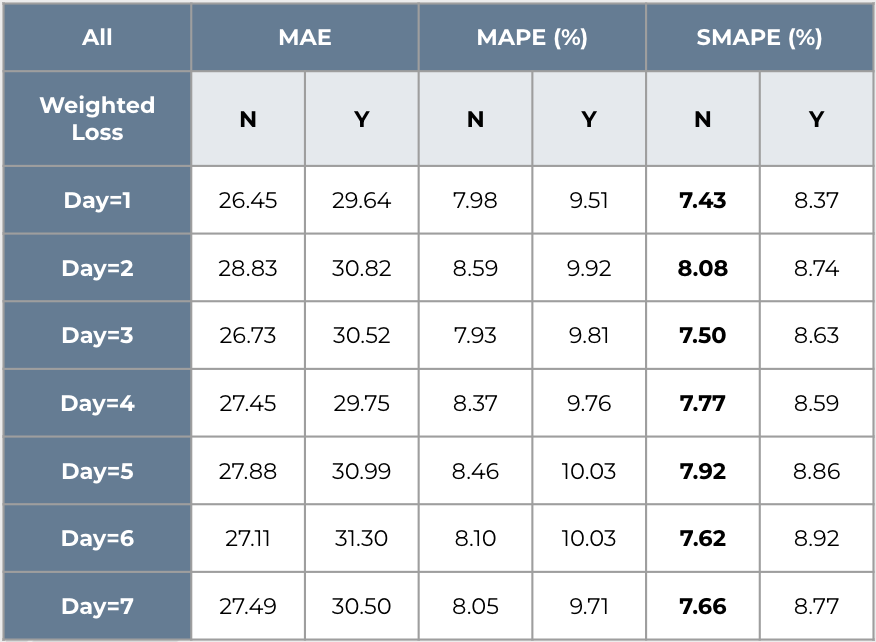 All MAE MAPE (%) SMAPE (%)
Weighted
Loss
N Y N Y N Y
Day=1 26.45 29.64 7.98 9.51 7.43 8.37
Day=2 28.83 30.82 8.59 9.92 8.08 8.74
Day=3 26.73 30.52 7.93 9.81 7.50 8.63
Day=4 27.45 29.75 8.37 9.76 7.77 8.59
Day=5 27.88 30.99 8.46 10.03 7.92 8.86
Day=6 27.11 31.30 8.10 10.03 7.62 8.92
Day=7 27.49 30.50 8.05 9.71 7.66 8.77